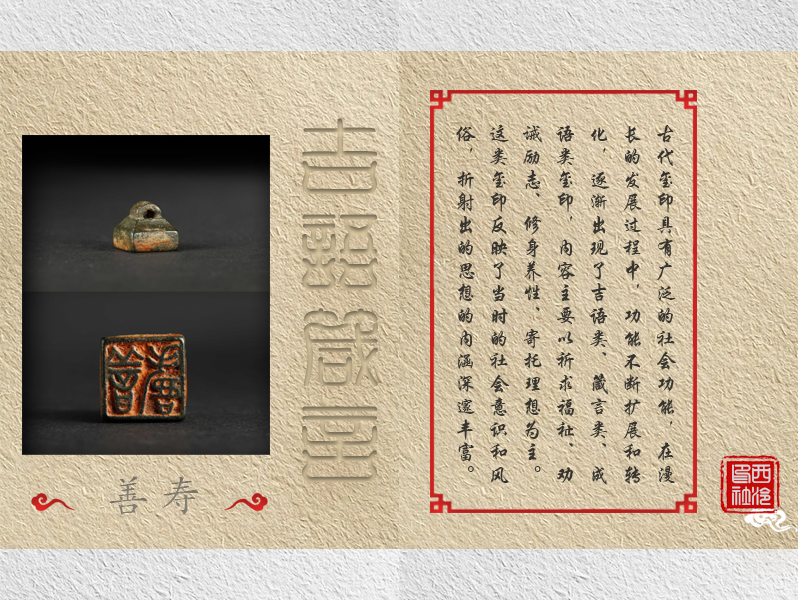 古代玺印具有广泛的社会功能，在漫
长的发展过程中，功能不断扩展和转
化，逐渐出现了吉语类、箴言类、成
语类玺印，内容主要以祈求福祉、劝
诫励志、修身养性、寄托理想为主。
这类玺印反映了当时的社会意识和风
俗，折射出的思想的内涵深邃丰富。
吉語箴言
善寿
西泠印社